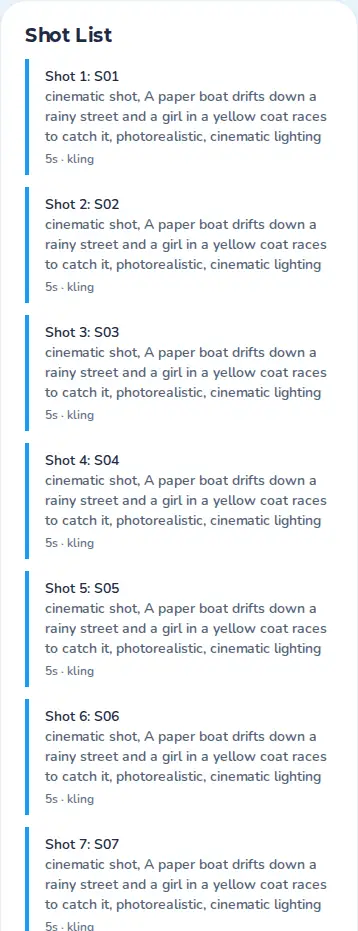 Shot List
Shot 1: S01
cinematic shot, A paper boat drifts down a
rainy street and a girl in a yellow coat races
to catch it, photorealistic, cinematic lighting
5s · kling
Shot 2: S02
cinematic shot, A paper boat drifts down a
rainy street and a girl in a yellow coat races
to catch it, photorealistic, cinematic lighting
5s · kling
Shot 3: S03
cinematic shot, A paper boat drifts down a
rainy street and a girl in a yellow coat races
to catch it, photorealistic, cinematic lighting
5s · kling
Shot 4: S04
cinematic shot, A paper boat drifts down a
rainy street and a girl in a yellow coat races
to catch it, photorealistic, cinematic lighting
5s · kling
Shot 5: S05
cinematic shot, A paper boat drifts down a
rainy street and a girl in a yellow coat races
to catch it, photorealistic, cinematic lighting
5s · kling
Shot 6: S06
cinematic shot, A paper boat drifts down a
rainy street and a girl in a yellow coat races
to catch it, photorealistic, cinematic lighting
5s · kling
Shot 7: S07
cinematic shot, A paper boat drifts down a
rainy street and a girl in a yellow coat races
to catch it, photorealistic, cinematic lighting
5s · kling